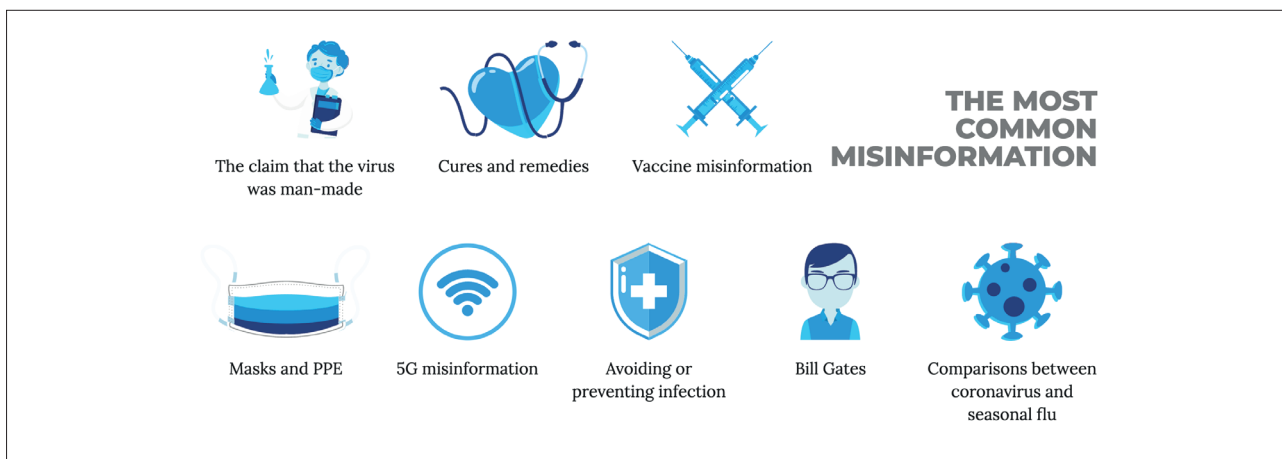 THE MOST
COMMON
MISINFORMATION
The claim that the virus
was man-made
Cures and remedies
Vaccine misinformation
Masks and PPE
5G misinformation
Avoiding or
preventing infection
Bill Gates
Comparisons between
coronavirus and
seasonal flu